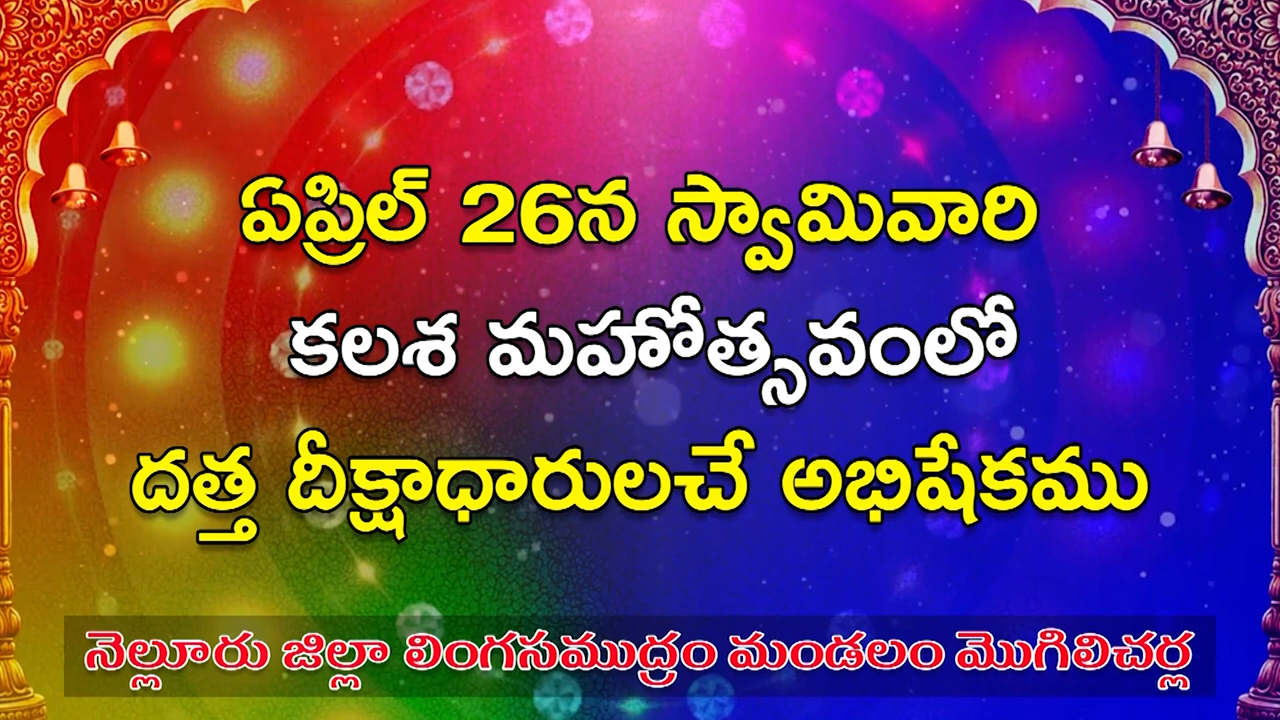 ఏప్రిల్ 26న స్వామివారి
కలశ మహోత్సవంలో
దత్త దీక్షాధారులచే అభిషేకము
నెల్లూరు జిల్లా లింగసముద్రం మండలం మొగిలిచర్ల